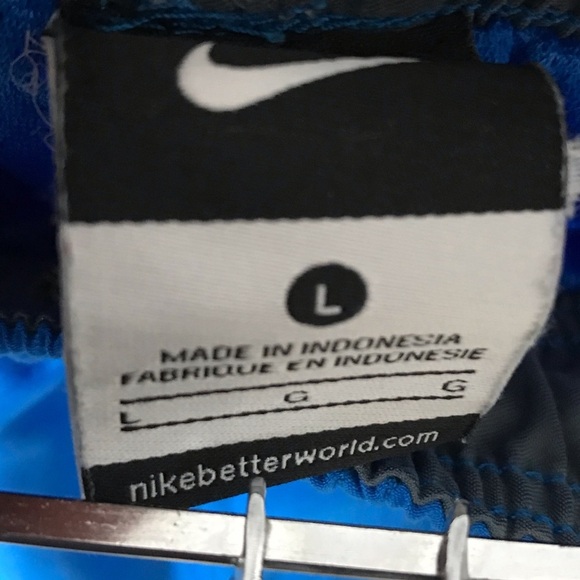 L
MADE IN INDONESIA
FABRIQUE EN INDONESIE
L G G
nikebetterworld.com